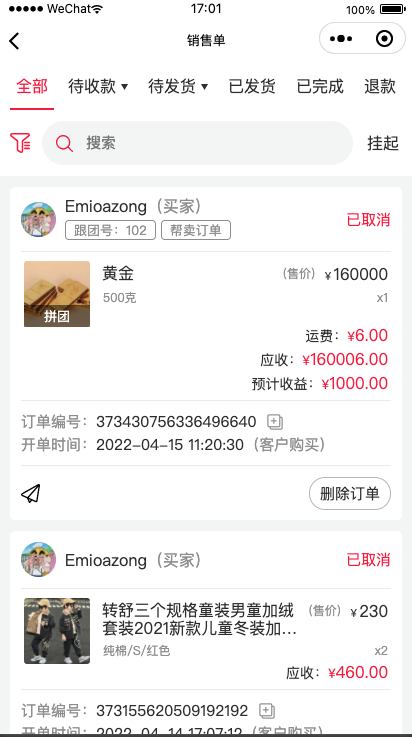 WeChat 17:01 100%
销售单
全部 待收款 待发货 已发货 已完成 退款
搜索 挂起
Emioazong（买家）
已取消
跟团号：102 帮卖订单
黄金 （售价）￥160000
500克 x1
拼团
运费：￥6.00
应收：￥160006.00
预计收益：￥1000.00
订单编号：373430756336496640
开单时间：2022-04-15 11:20:30（客户购买）
删除订单
Emioazong（买家） 已取消
转舒三个规格童装男童加绒 （售价）￥230
套装2021新款儿童冬装加...
纯棉/S/红色 x2
应收：￥460.00
订单编号：373155620509192192
开单时间：2022-04-14 17:07:12（客户购买）